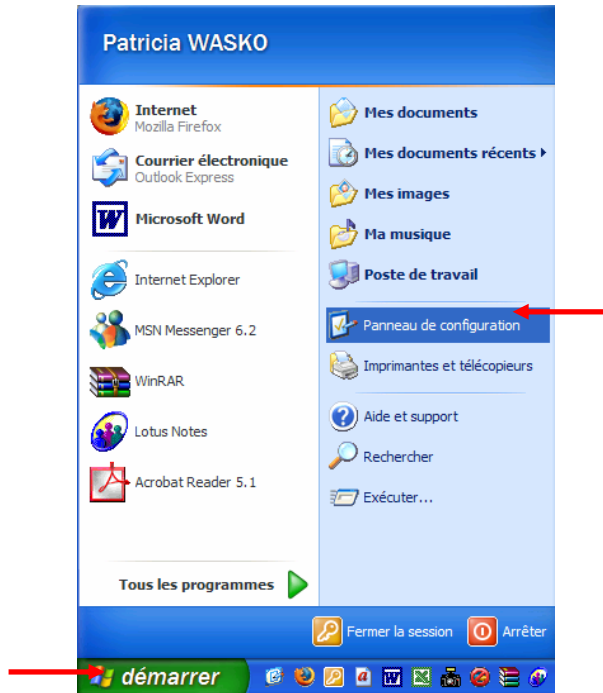 Patricia WASKO
Internet
Mozilla Firefox
Courrier électronique
Outlook Express
Microsoft Word
Internet Explorer
MSN Messenger 6.2
WinRAR
Lotus Notes
Acrobat Reader 5.1
Tous les programmes
Mes documents
Mes documents récents
Mes images
Ma musique
Poste de travail
Panneau de configuration
Imprimantes et télécopieurs
Aide et support
Rechercher
Exécuter...
Fermer la session
Arrêter
démarrer